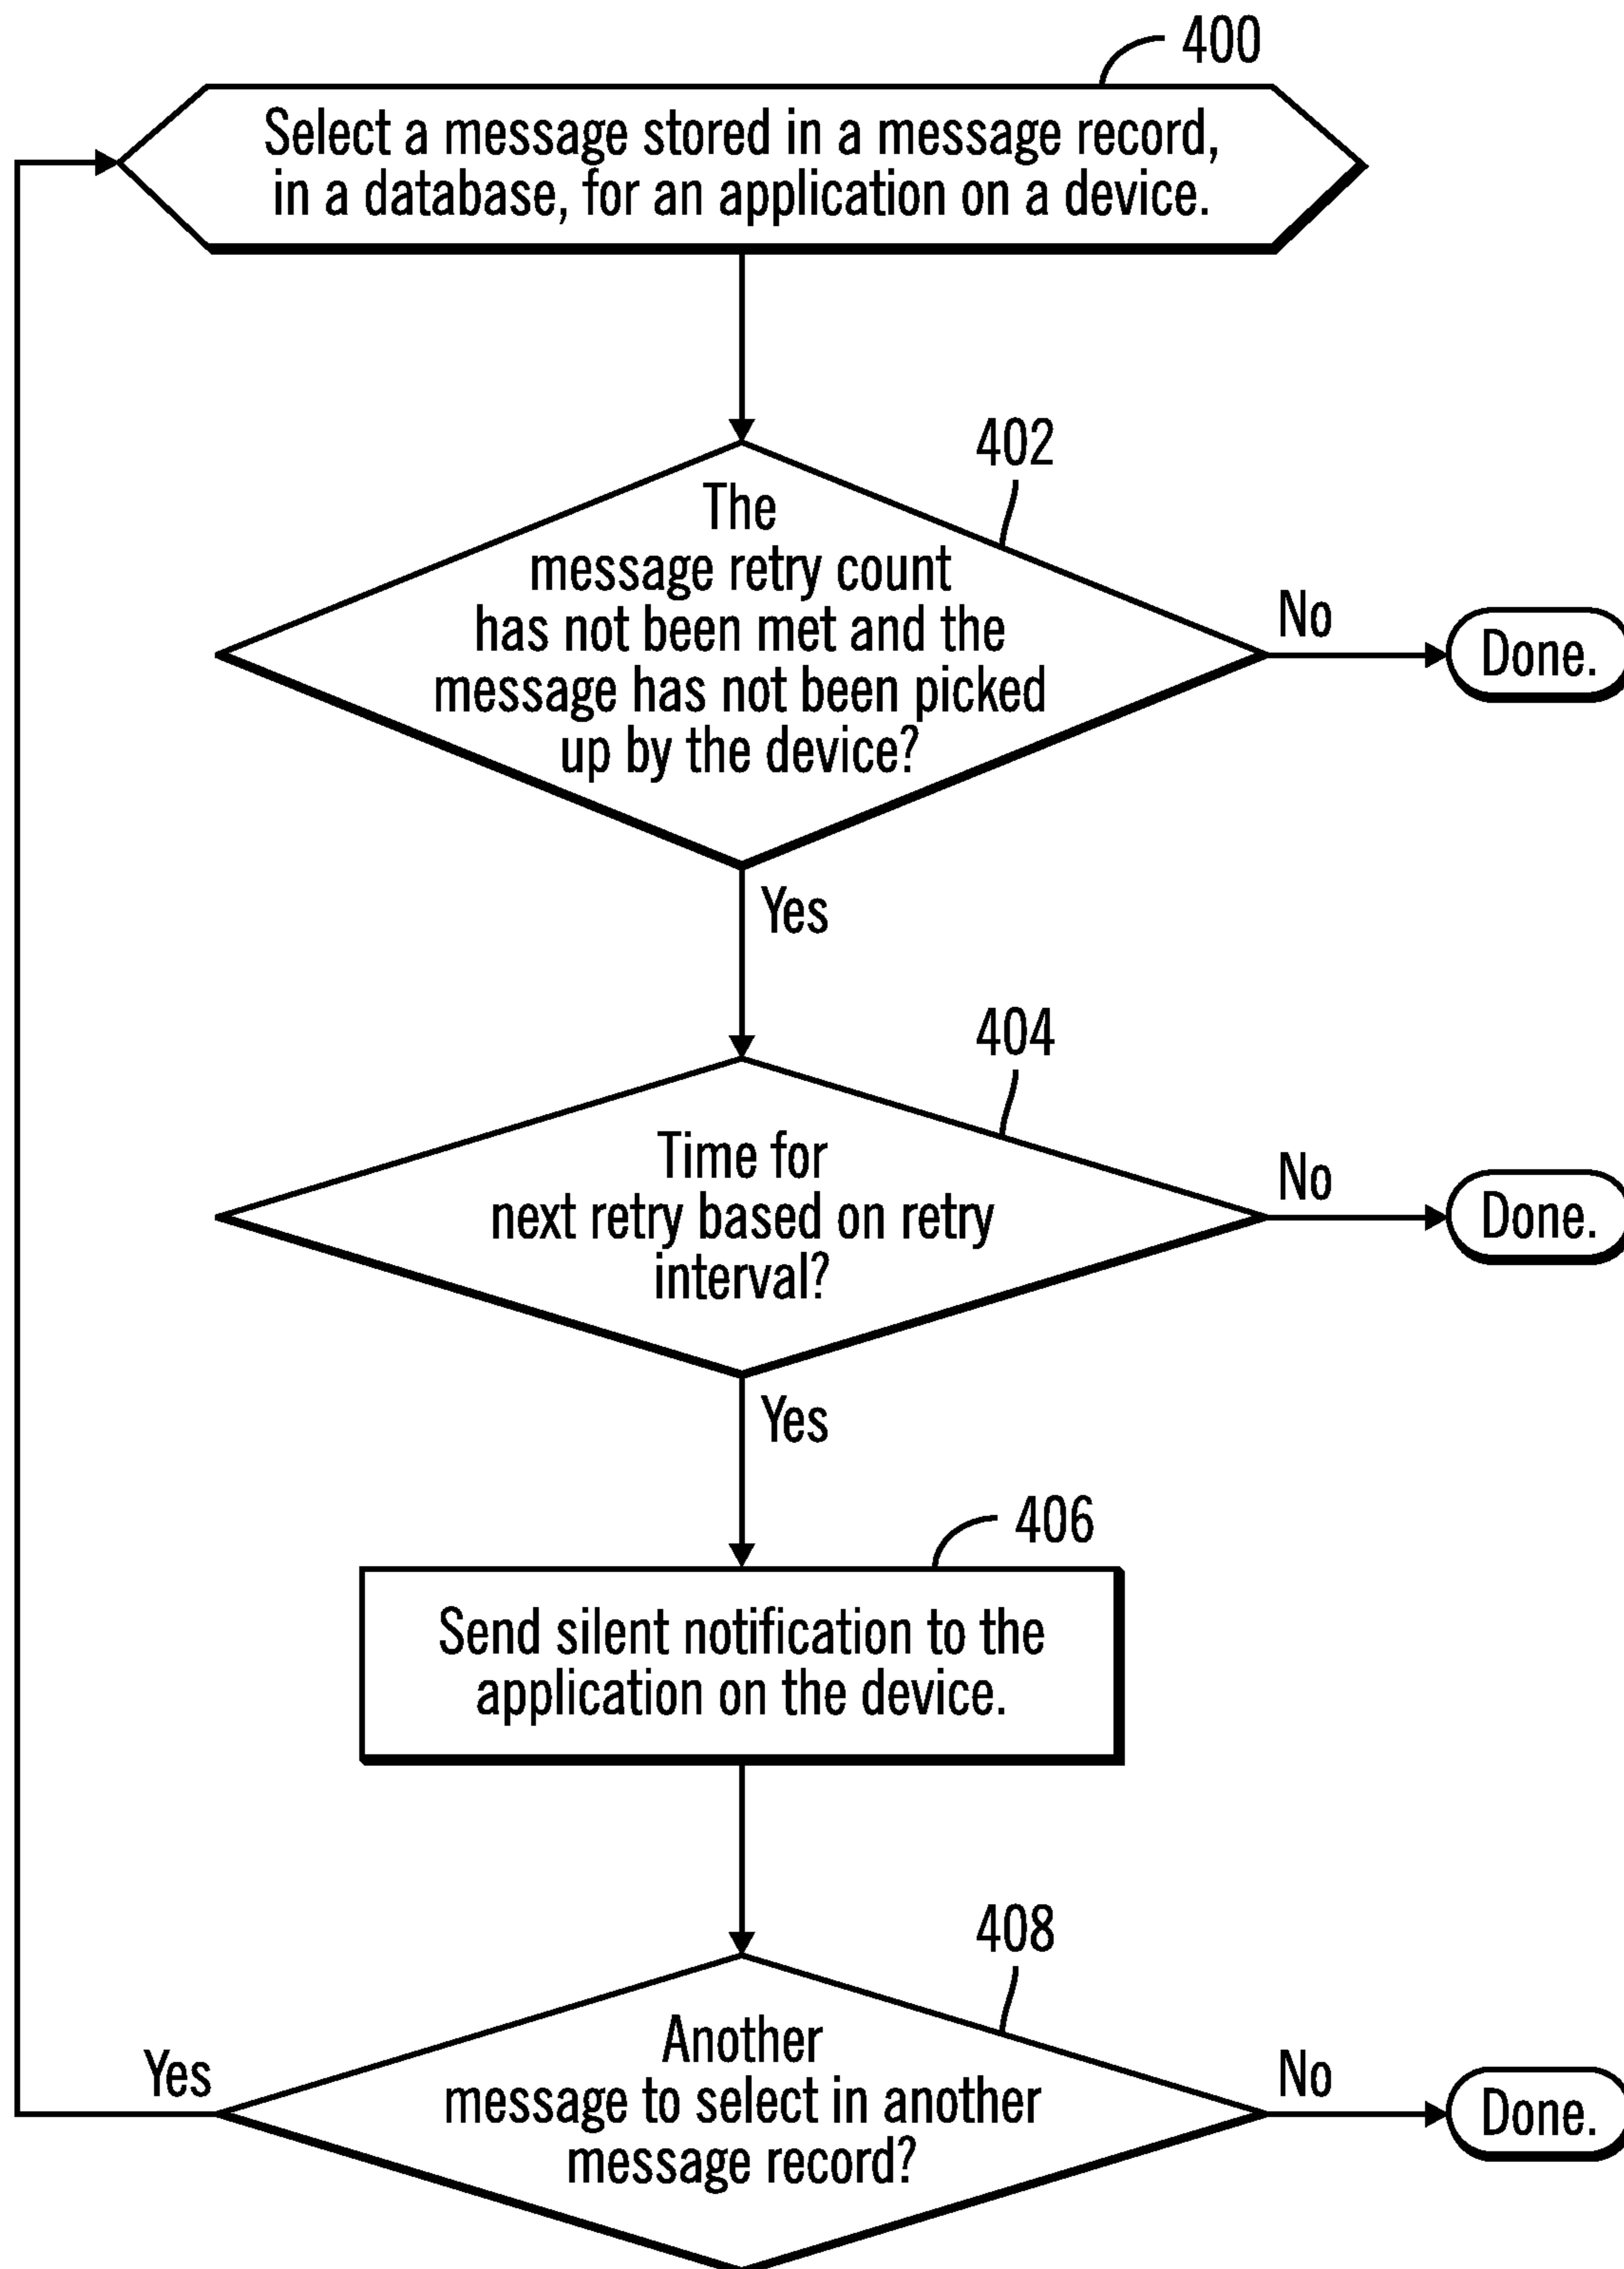 400
Select a message stored in a message record,
in a database, for an application on a device.
402
The
message retry count
has not been met and the
message has not been picked
up by the device?
No
Done.
Yes
404
Time for
next retry based on retry
interval?
No
Done.
Yes
406
Send silent notification to the
application on the device.
408
Another
message to select in another
message record?
Yes
No
Done.